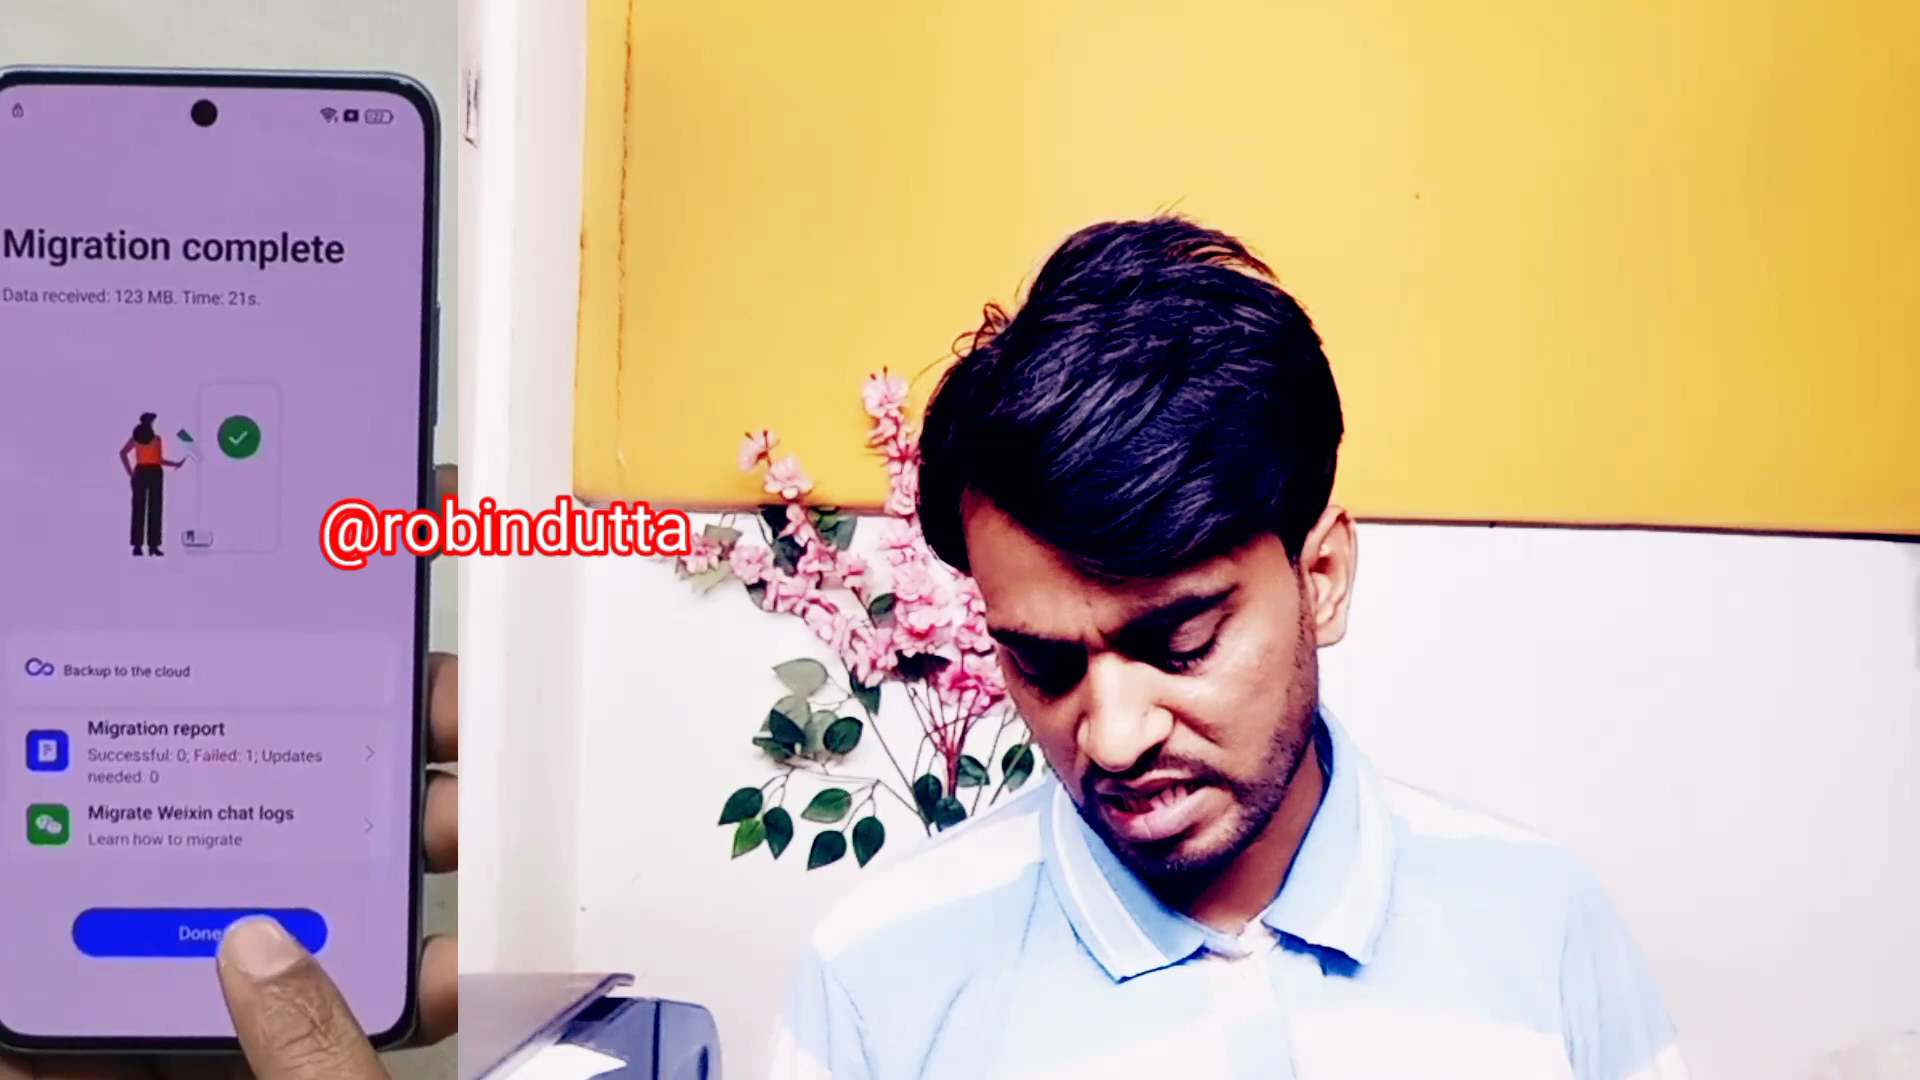 Migration complete
Data received: 123 MB. Time: 21s.
@robindutta
Backup to the cloud
Migration report
Successful: 0; Failed: 1; Updates
needed: 0
Migrate Weixin chat logs
Learn how to migrate
Done